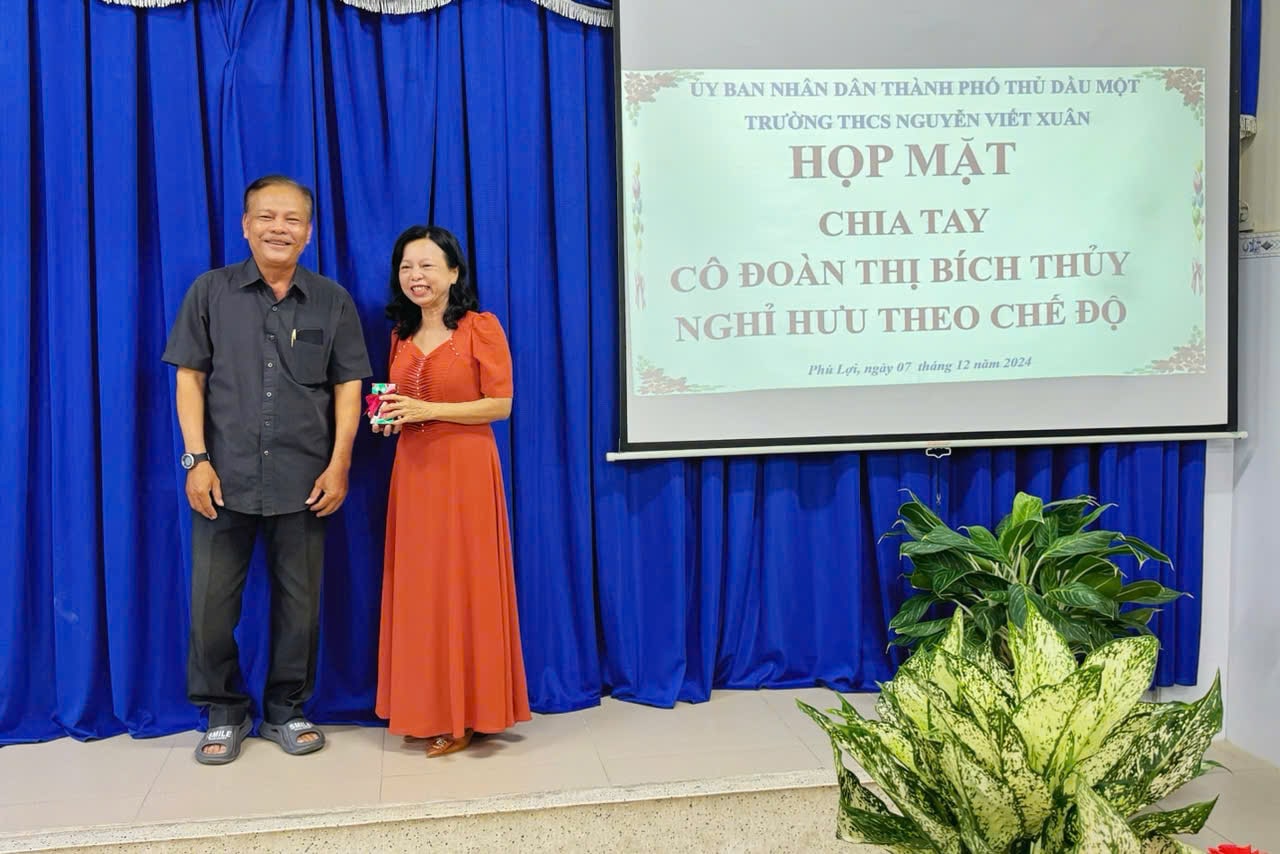 ỦY BAN NHÂN DÂN THÀNH PHỐ THỦ DẦU MỘT
TRƯỜNG THCS NGUYỄN VIẾT XUÂN
HỌP MẶT
CHIA TAY
CÔ ĐOÀN THỊ BÍCH THỦY
NGHỈ HƯU THEO CHẾ ĐỘ
Phú Lợi, ngày 07 tháng 12 năm 2024
SMILE